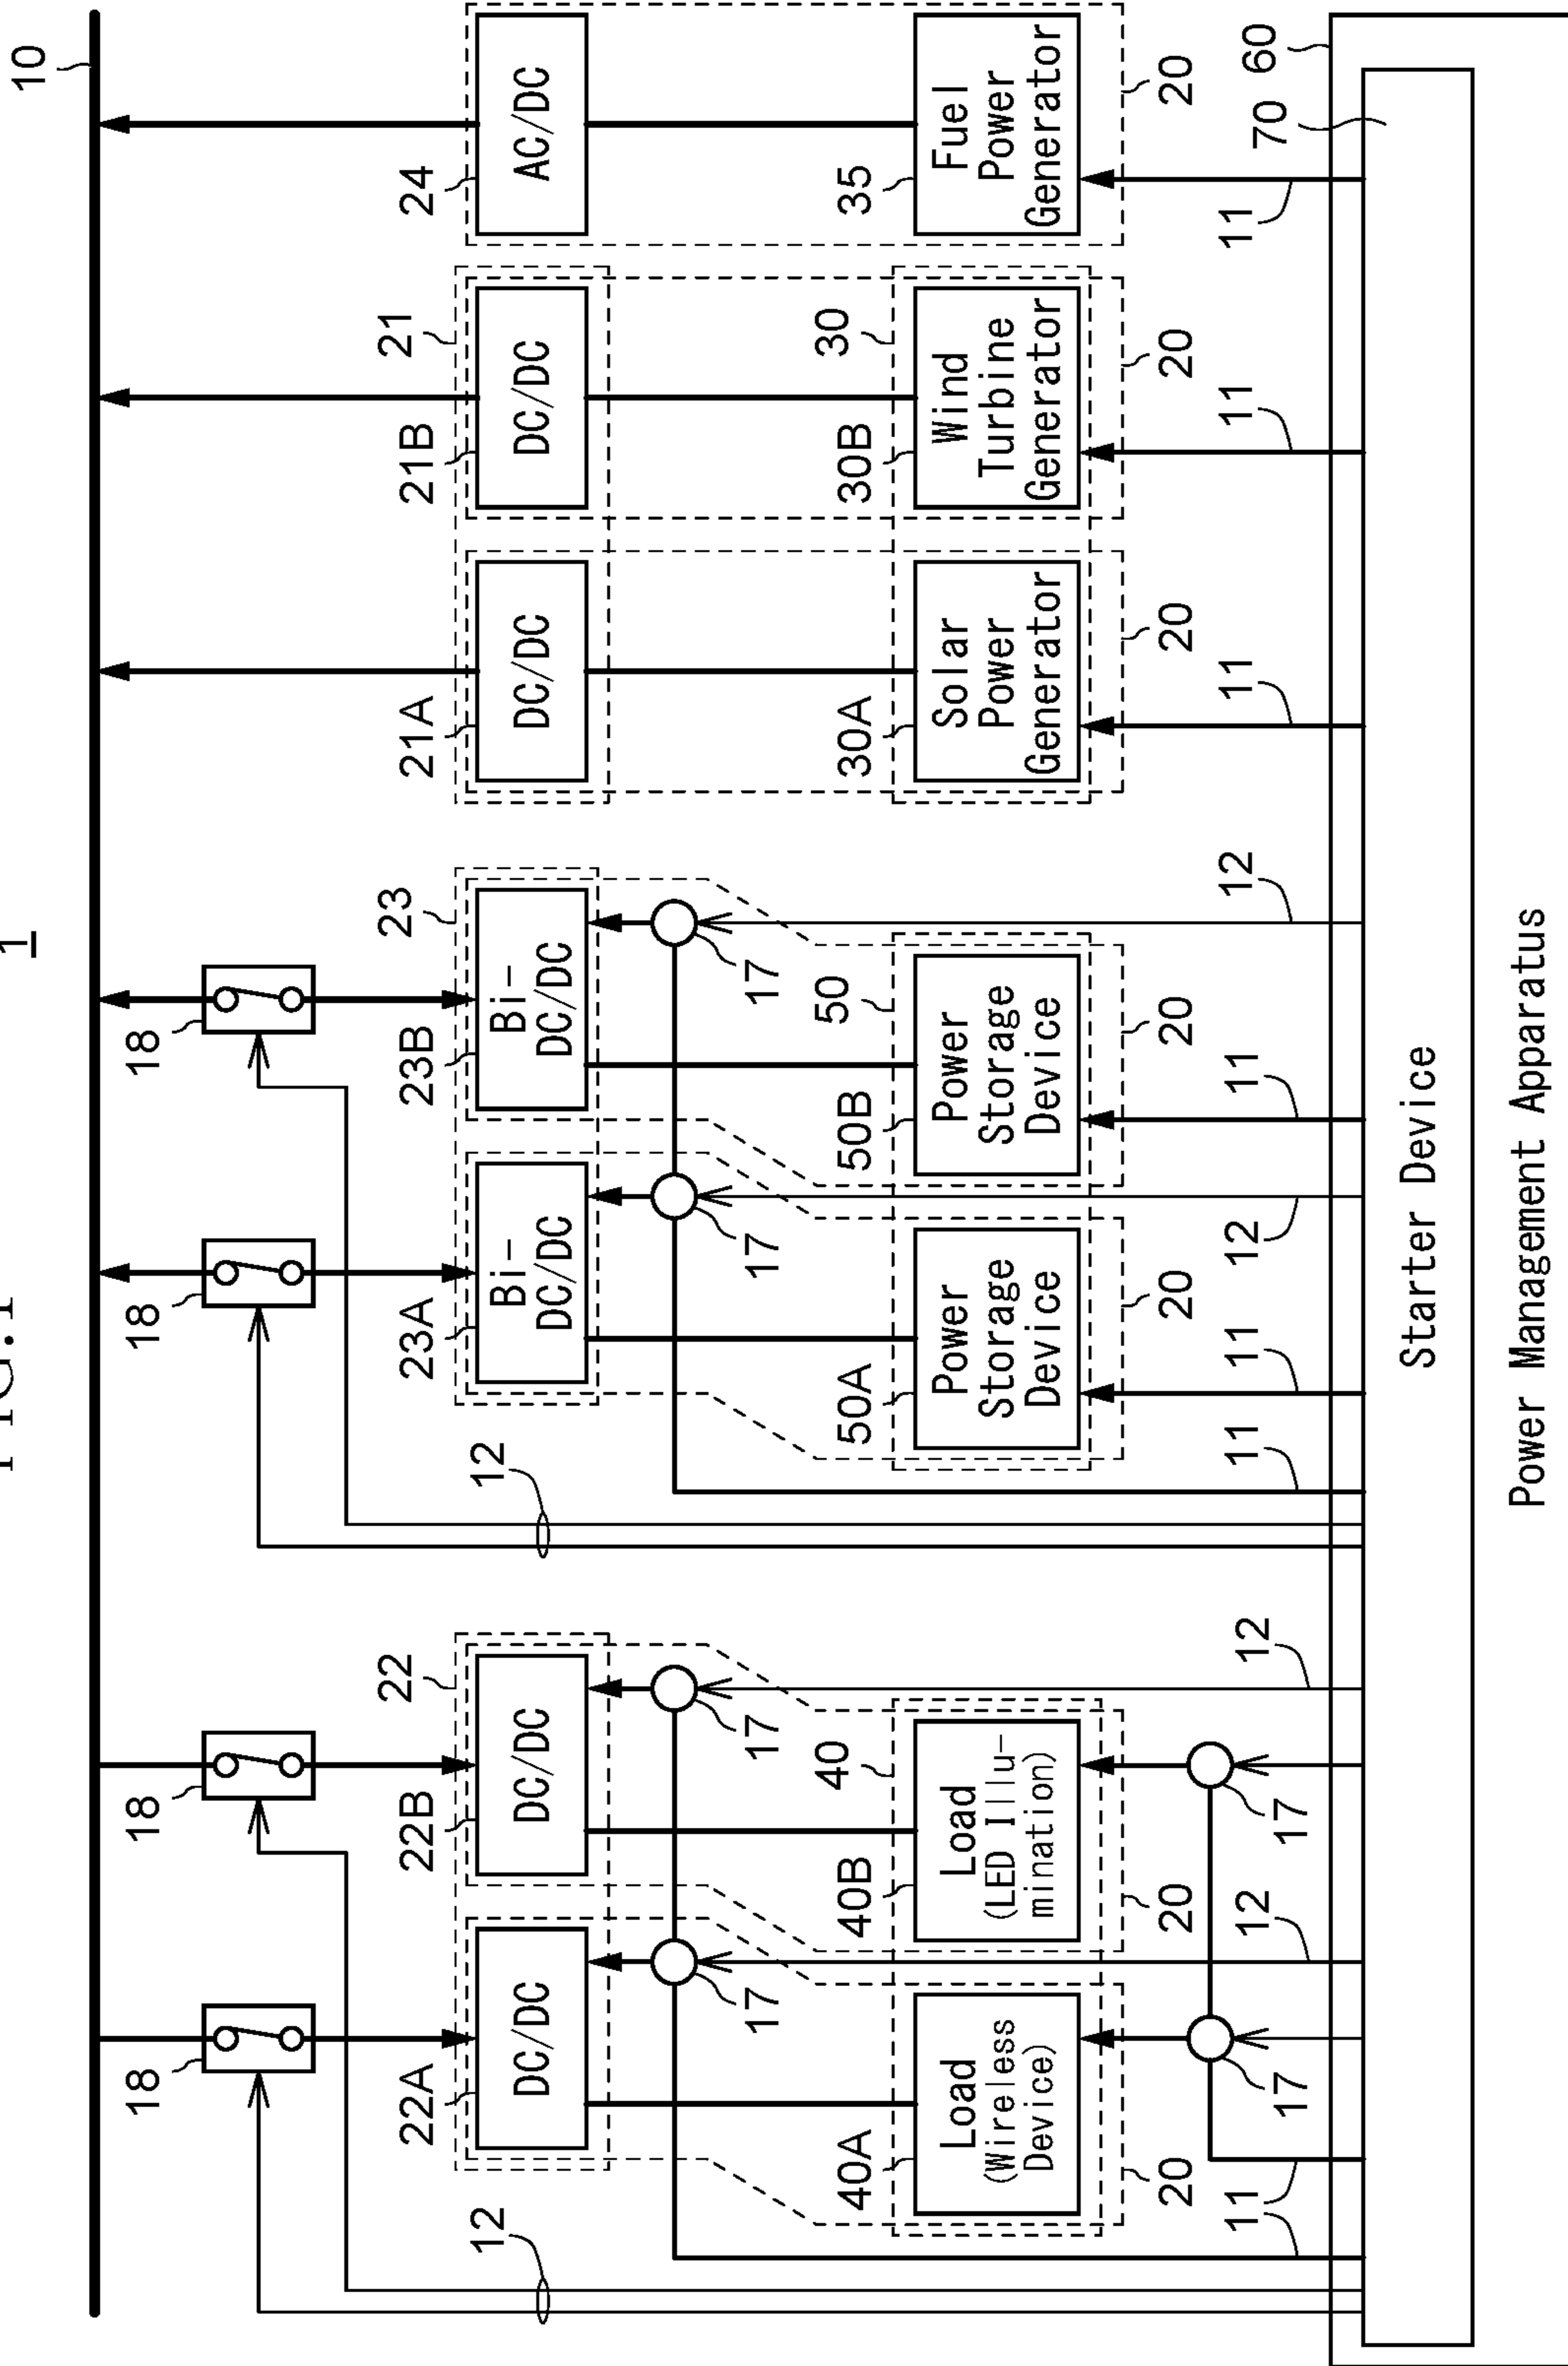 FIG.1
1
10
18
18
18
18
22
23
21
22A
22B
23A
23B
21A
21B
24
12
12
DC/DC
DC/DC
Bi-
DC/DC
Bi-
DC/DC
DC/DC
DC/DC
AC/DC
17
17
17
17
40
50
30
40A
40B
50A
50B
30A
30B
35
Load
(Wireless
Device)
Load
(LED Illu-
mination)
Power
Storage
Device
Power
Storage
Device
Solar
Power
Generator
Wind
Turbine
Generator
Fuel
Power
Generator
20
20
20
20
20
20
20
11
11
12
12
11
11
12
11
12
11
11
11
17
17
70
60
Starter Device
Power Management Apparatus